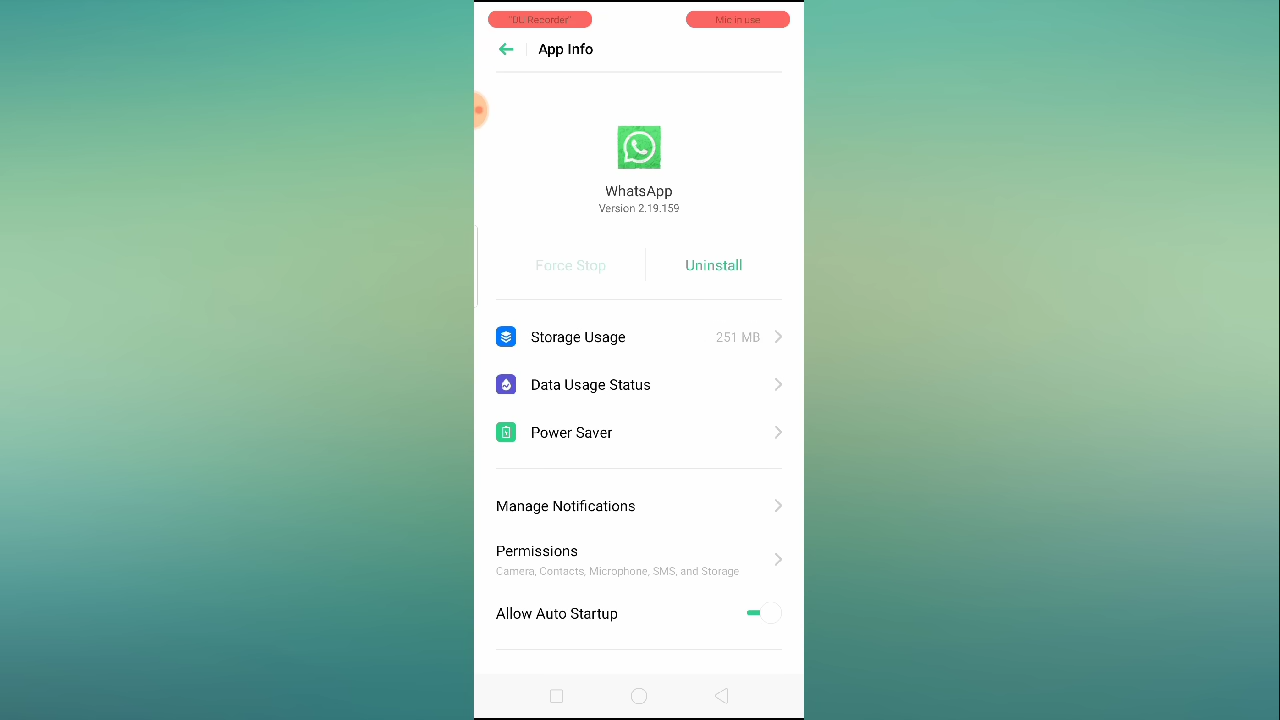 "DU Recorder" Mic in use
App Info
WhatsApp
Version 2.19.159
Force Stop Uninstall
Storage Usage 251 MB
Data Usage Status
Power Saver
Manage Notifications
Permissions
Camera, Contacts, Microphone, SMS, and Storage
Allow Auto Startup